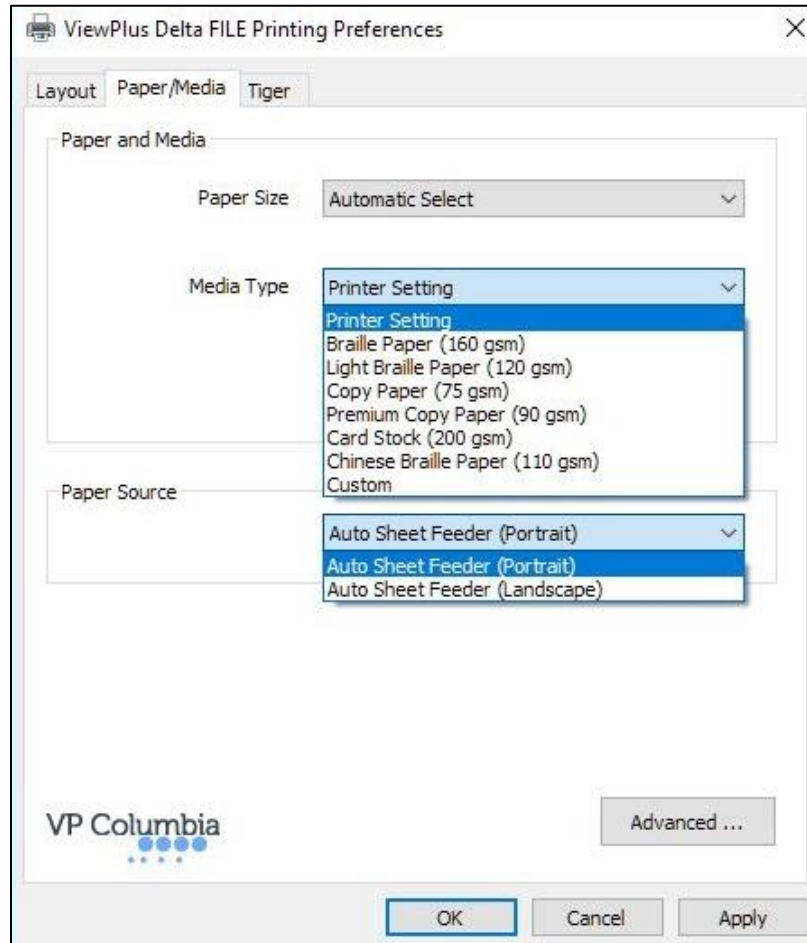 ViewPlus Delta FILE Printing Preferences
Layout Paper/Media Tiger
Paper and Media
Paper Size Automatic Select
Media Type Printer Setting
Printer Setting
Braille Paper (160 gsm)
Light Braille Paper (120 gsm)
Copy Paper (75 gsm)
Premium Copy Paper (90 gsm)
Card Stock (200 gsm)
Chinese Braille Paper (110 gsm)
Custom
Paper Source
Auto Sheet Feeder (Portrait)
Auto Sheet Feeder (Portrait)
Auto Sheet Feeder (Landscape)
VP Columbia
Advanced ...
OK Cancel Apply